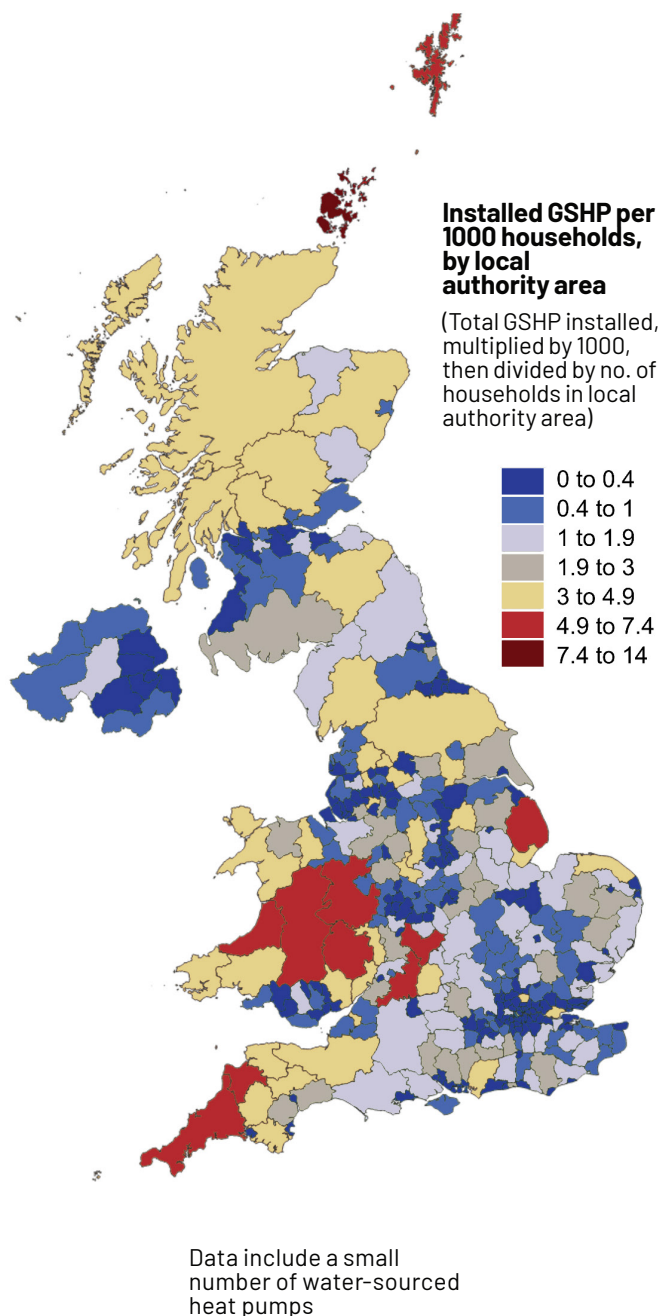 Installed GSHP per
1000 households,
by local
authority area
(Total GSHP installed,
multiplied by 1000,
then divided by no. of
households in local
authority area)
0 to 0.4
0.4 to 1
1 to 1.9
1.9 to 3
3 to 4.9
4.9 to 7.4
7.4 to 14
Data include a small
number of water-sourced
heat pumps